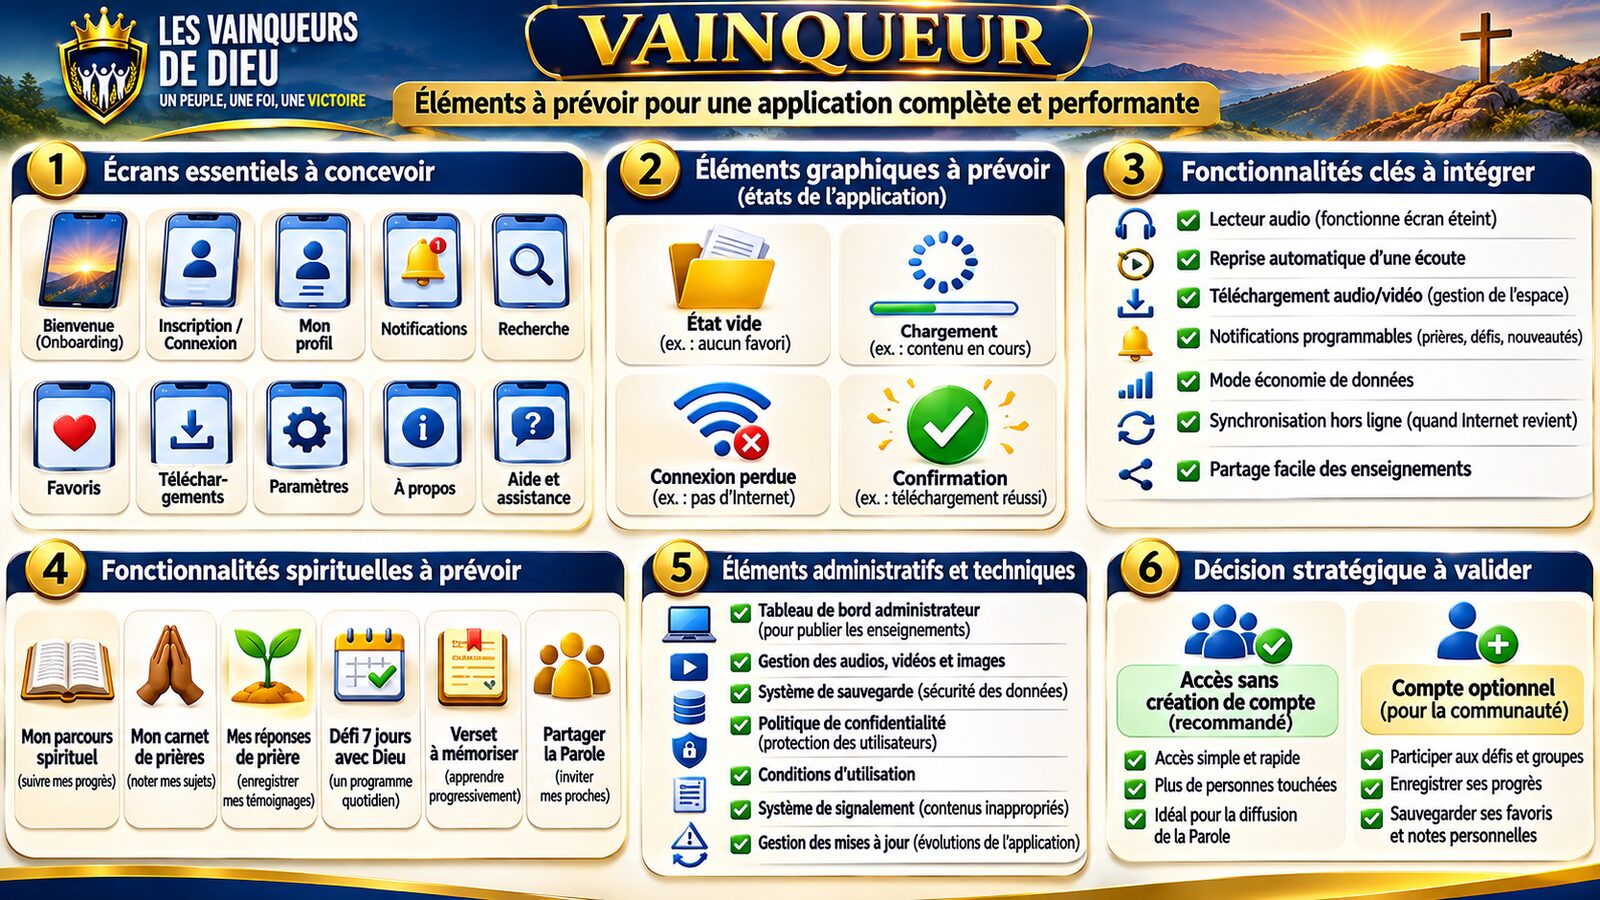 LES VAINQUEURS
DE DIEU
UN PEUPLE, UNE FOI, UNE VICTOIRE
VAINQUEUR
Éléments à prévoir pour une application complète et performante
1
Écrans essentiels à concevoir
Bienvenue
(Onboarding)
Inscription /
Connexion
Mon
profil
1
Notifications
Recherche
Favoris
Téléchar-
gements
Paramètres
i
À propos
?
Aide et
assistance
2
Éléments graphiques à prévoir
(états de l'application)
État vide
(ex. : aucun favori)
Chargement
(ex. : contenu en cours)
Connexion perdue
(ex. : pas d'Internet)
Confirmation
(ex. : téléchargement réussi)
3
Fonctionnalités clés à intégrer
Lecteur audio (fonctionne écran éteint)
Reprise automatique d'une écoute
Téléchargement audio/vidéo (gestion de l'espace)
Notifications programmables (prières, défis, nouveautés)
Mode économie de données
Synchronisation hors ligne (quand Internet revient)
Partage facile des enseignements
4
Fonctionnalités spirituelles à prévoir
Mon parcours
spirituel
(suivre mes progrès)
Mon carnet
de prières
(noter mes sujets)
Mes réponses
de prière
(enregistrer
mes témoignages)
Défi 7 jours
avec Dieu
(un programme
quotidien)
Verset
à mémoriser
(apprendre
progressivement)
Partager
la Parole
(inviter
mes proches)
5
Éléments administratifs et techniques
Tableau de bord administrateur
(pour publier les enseignements)
Gestion des audios, vidéos et images
Système de sauvegarde (sécurité des données)
Politique de confidentialité
(protection des utilisateurs)
Conditions d'utilisation
Système de signalement (contenus inappropriés)
Gestion des mises à jour (évolutions de l'application)
6
Décision stratégique à valider
Accès sans
création de compte
(recommandé)
Accès simple et rapide
Plus de personnes touchées
Idéal pour la diffusion
de la Parole
Compte optionnel
(pour la communauté)
Participer aux défis et groupes
Enregistrer ses progrès
Sauvegarder ses favoris
et notes personnelles